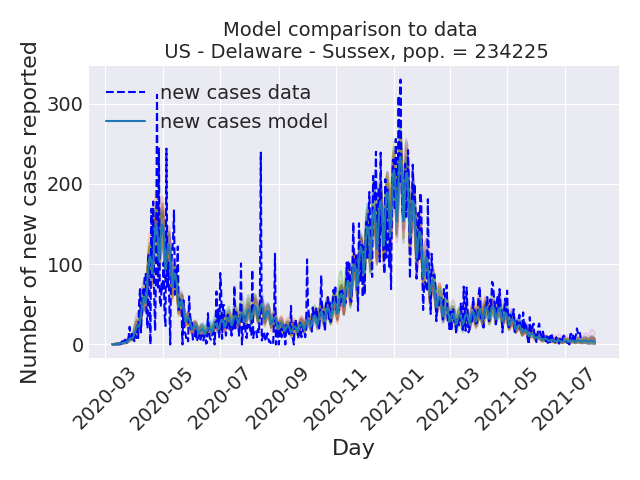 Model comparison to data
US - Delaware - Sussex, pop. = 234225
Number of new cases reported
300
200
100
0
new cases data
new cases model
2020-03
2020-05
2020-07
2020-09
2020-11
2021-01
2021-03
2021-05
2021-07
Day